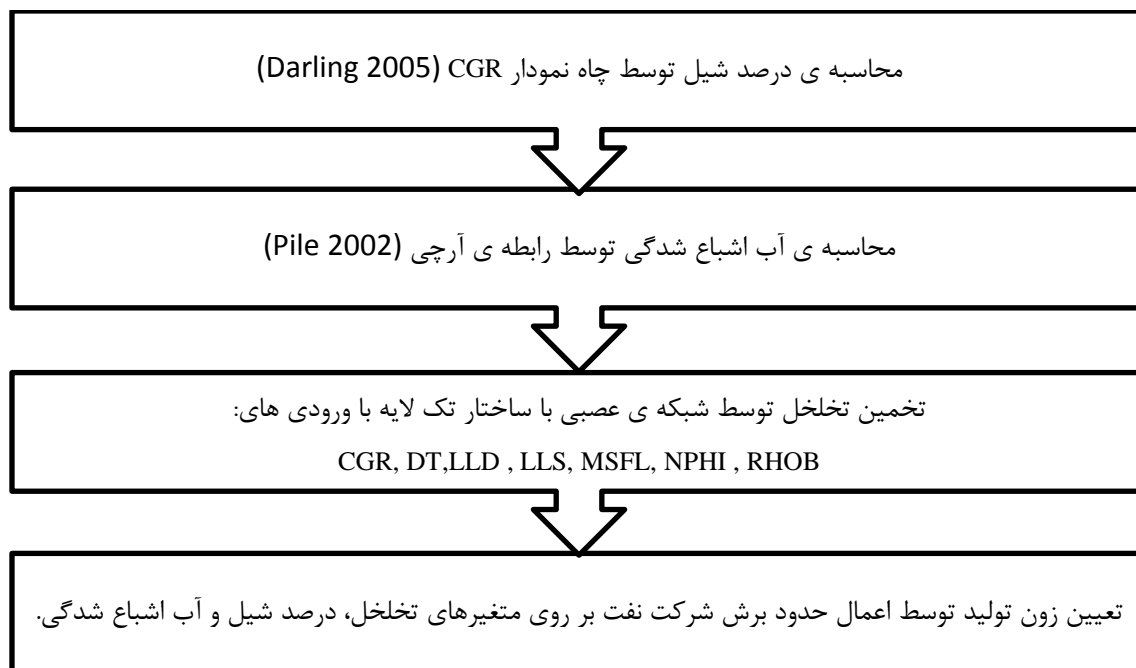 محاسبه ی درصد شیل توسط چاه نمودار CGR (Darling 2005)
محاسبه ی آب اشباع شدگی توسط رابطه ی آرچی (Pile 2002)
تخمین تخلخل توسط شبکه ی عصبی با ساختار تک لایه با ورودی های:
CGR, DT,LLD , LLS, MSFL, NPHI , RHOB
تعیین زون تولید توسط اعمال حدود برش شرکت نفت بر روی متغیرهای تخلخل، درصد شیل و آب اشباع شدگی.